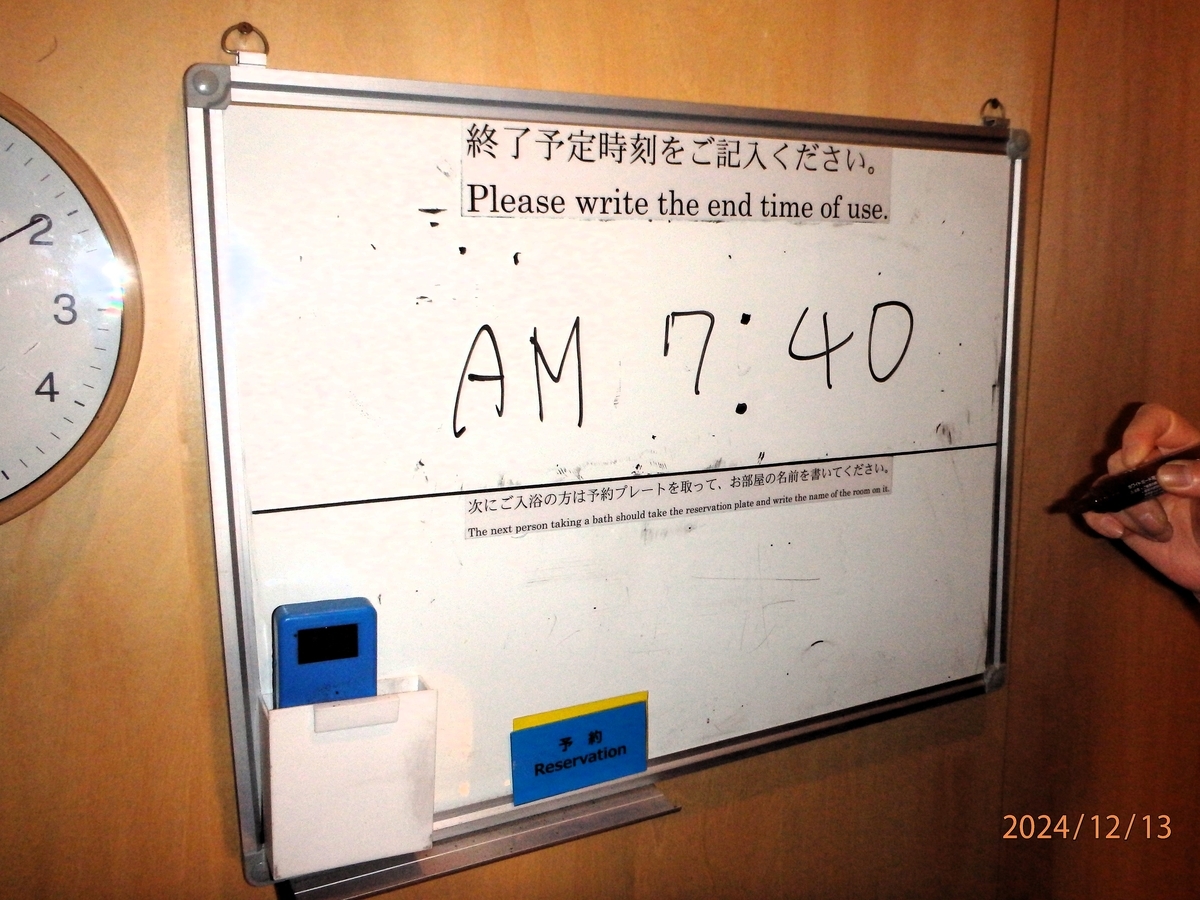 終了予定時刻をご記入ください。
Please write the end time of use.
AM 7:40
次にご入浴の方は予約プレートを取って、お部屋の名前を書いてください。
The next person taking a bath should take the reservation plate and write the name of the room on it.
2
3
4
予約
Reservation
2024/12/13